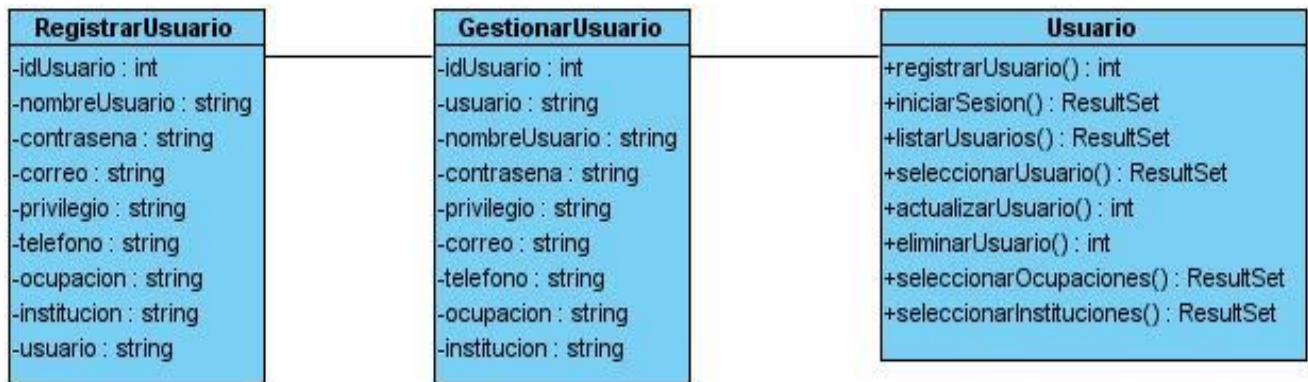 RegistrarUsuario
-idUsuario : int
-nombreUsuario : string
-contrasena : string
-correo : string
-privilegio : string
-telefono : string
-ocupacion : string
-institucion : string
-usuario : string
GestionarUsuario
-idUsuario : int
-usuario : string
-nombreUsuario : string
-contrasena : string
-privilegio : string
-correo : string
-telefono : string
-ocupacion : string
-institucion : string
Usuario
+registrarUsuario() : int
+iniciarSesion() : ResultSet
+listarUsuarios() : ResultSet
+seleccionarUsuario() : ResultSet
+actualizarUsuario() : int
+eliminarUsuario() : int
+seleccionarOcupaciones() : ResultSet
+seleccionarInstituciones() : ResultSet